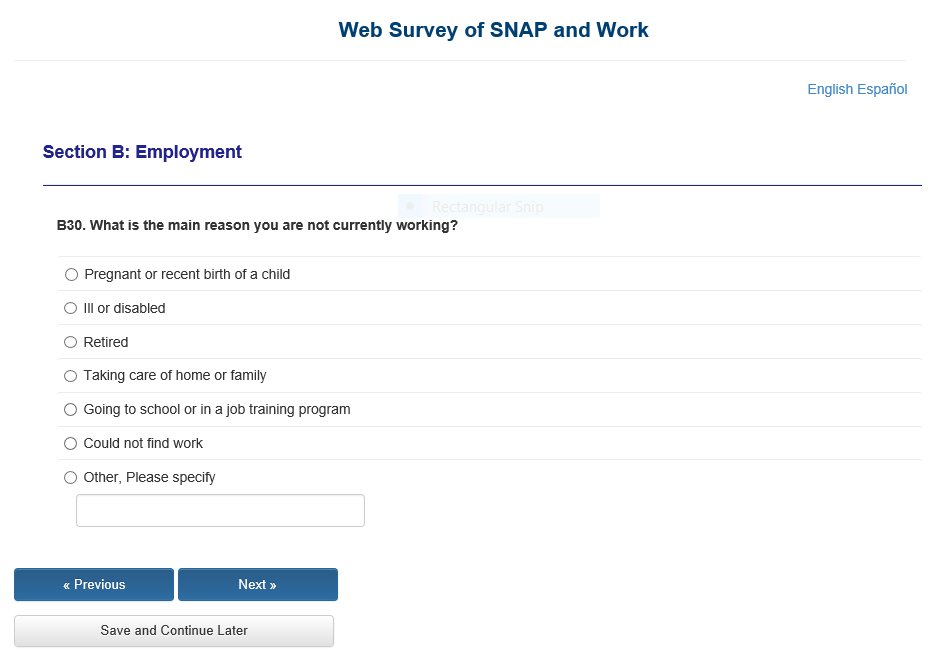 Web Survey of SNAP and Work
English Español
Section B: Employment
Rectangular Snip
B30. What is the main reason you are not currently working?
Pregnant or recent birth of a child
Ill or disabled
Retired
Taking care of home or family
Going to school or in a job training program
Could not find work
Other, Please specify
« Previous
Next »
Save and Continue Later